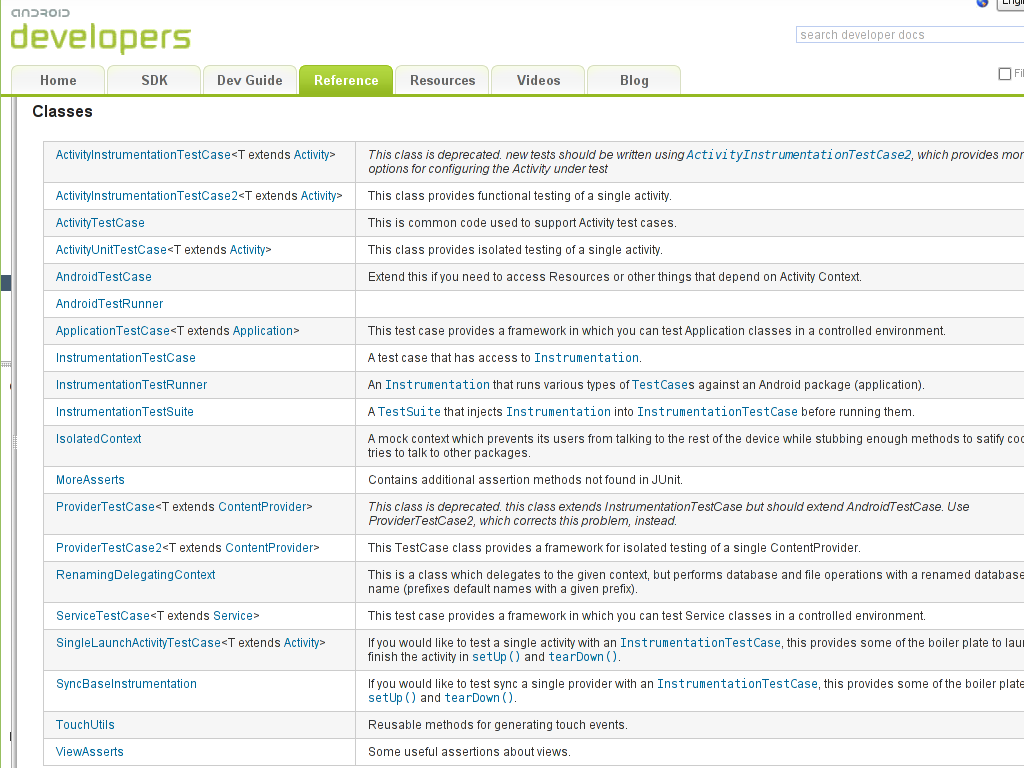 android
developers
search developer docs
Home SDK Dev Guide Reference Resources Videos Blog
Classes
ActivityInstrumentationTestCase<T extends Activity> This class is deprecated. new tests should be written using ActivityInstrumentationTestCase2, which provides
options for configuring the Activity under test
ActivityInstrumentationTestCase2<T extends Activity> This class provides functional testing of a single activity.
ActivityTestCase This is common code used to support Activity test cases.
ActivityUnitTestCase<T extends Activity> This class provides isolated testing of a single activity.
AndroidTestCase Extend this if you need to access Resources or other things that depend on Activity Context.
AndroidTestRunner
ApplicationTestCase<T extends Application> This test case provides a framework in which you can test Application classes in a controlled environment.
InstrumentationTestCase A test case that has access to Instrumentation.
InstrumentationTestRunner An Instrumentation that runs various types of TestCases against an Android package (application).
InstrumentationTestSuite A TestSuite that injects Instrumentation into InstrumentationTestCase before running them.
IsolatedContext A mock context which prevents its users from talking to the rest of the device while stubbing enough methods to satify
tries to talk to other packages.
MoreAsserts Contains additional assertion methods not found in JUnit.
ProviderTestCase<T extends ContentProvider> This class is deprecated. this class extends InstrumentationTestCase but should extend AndroidTestCase. Use
ProviderTestCase2, which corrects this problem, instead.
ProviderTestCase2<T extends ContentProvider> This TestCase class provides a framework for isolated testing of a single ContentProvider.
RenamingDelegatingContext This is a class which delegates to the given context, but performs database and file operations with a renamed database
name (prefixes default names with a given prefix).
ServiceTestCase<T extends Service> This test case provides a framework in which you can test Service classes in a controlled environment.
SingleLaunchActivityTestCase<T extends Activity> If you would like to test a single activity with an InstrumentationTestCase, this provides some of the boiler plate to
finish the activity in setUp() and tearDown().
SyncBaseInstrumentation If you would like to test sync a single provider with an InstrumentationTestCase, this provides some of the boiler plate
setUp() and tearDown().
TouchUtils Reusable methods for generating touch events.
ViewAsserts Some useful assertions about views.